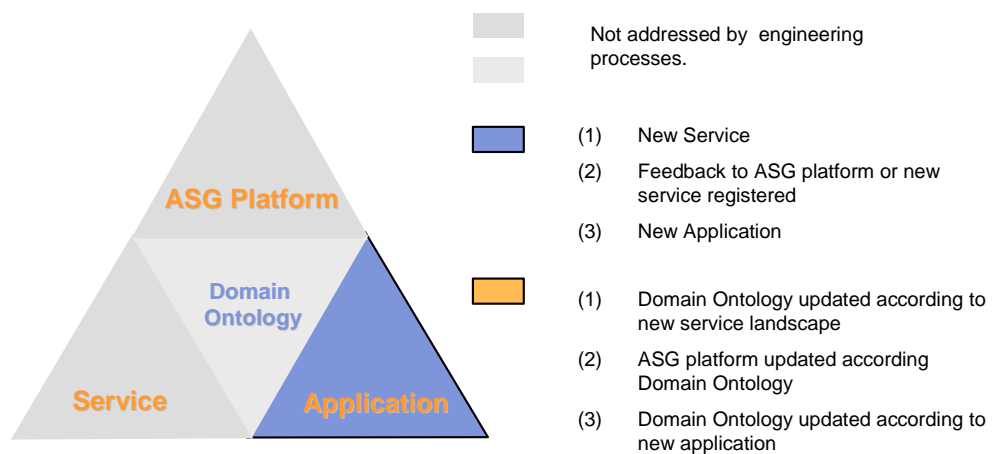 Not addressed by engineering
processes.
(1) New Service
(2) Feedback to ASG platform or new
service registered
(3) New Application
ASG Platform
Domain
Ontology
Service
Application
(1) Domain Ontology updated according to
new service landscape
(2) ASG platform updated according
Domain Ontology
(3) Domain Ontology updated according to
new application